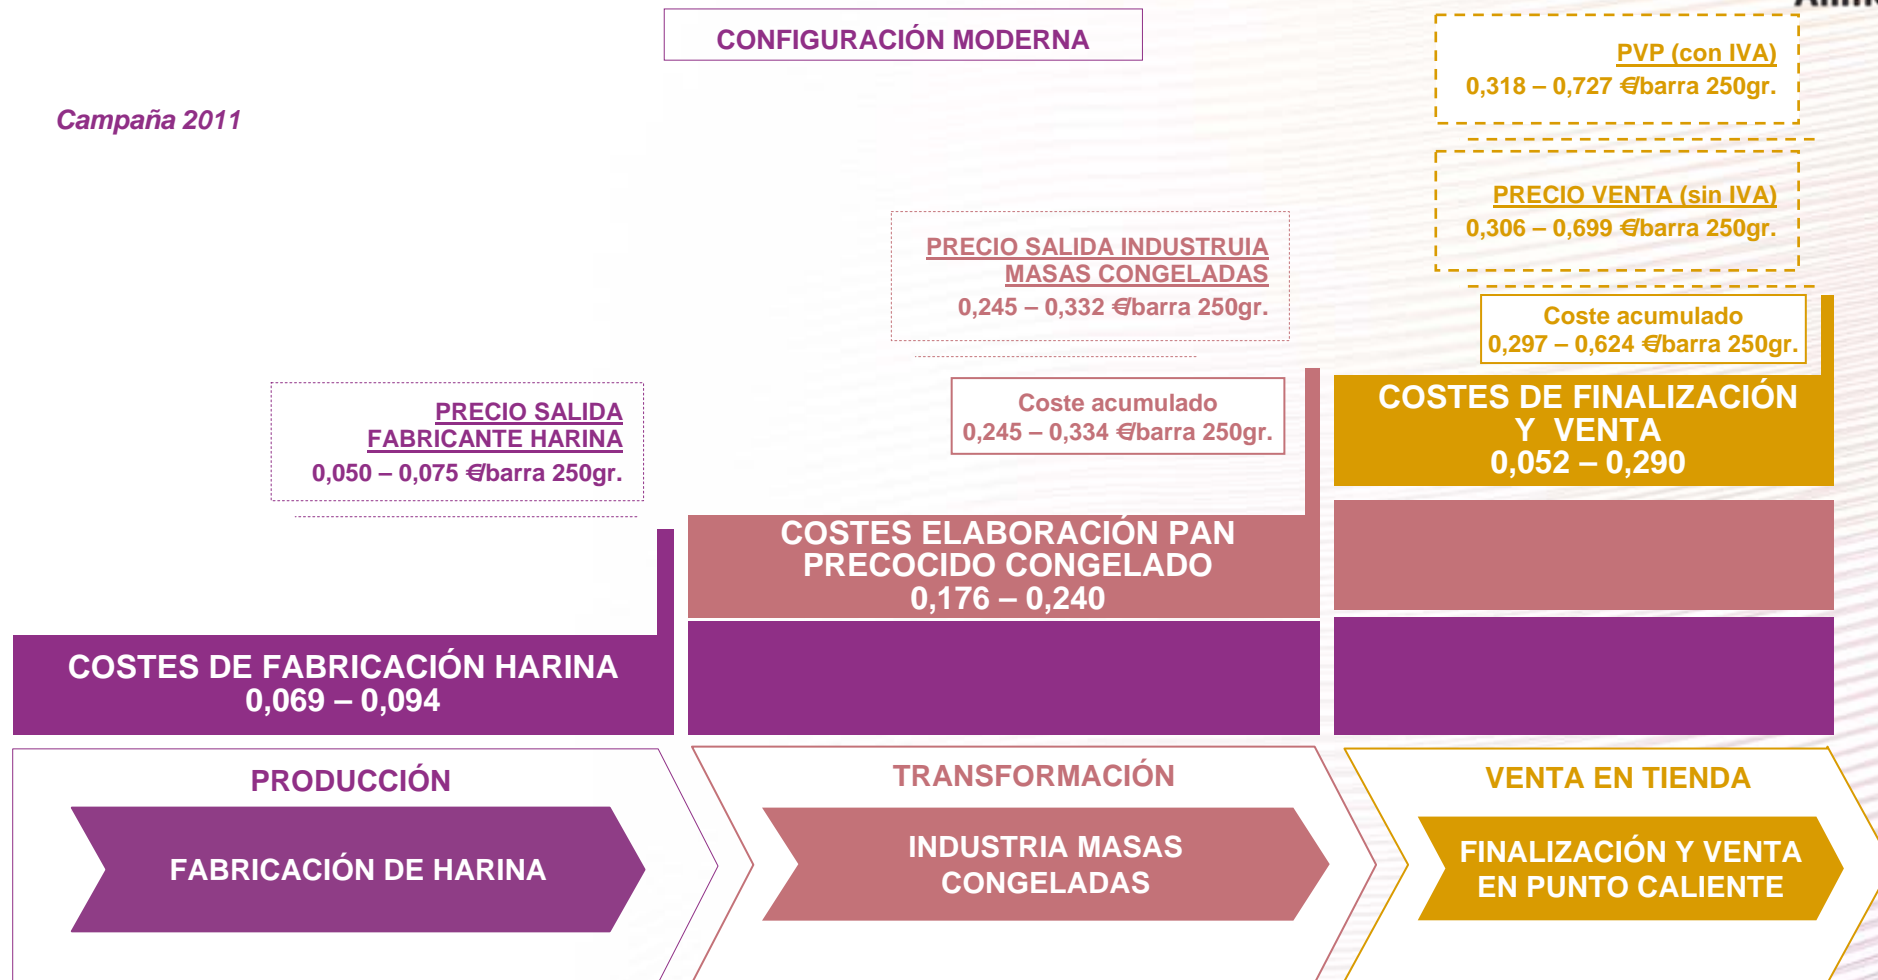 CONFIGURACIÓN MODERNA
Campaña 2011
PVP (con IVA)
0,318 – 0,727 €/barra 250gr.
PRECIO VENTA (sin IVA)
0,306 – 0,699 €/barra 250gr.
PRECIO SALIDA INDUSTRUIA
MASAS CONGELADAS
0,245 – 0,332 €/barra 250gr.
Coste acumulado
0,297 – 0,624 €/barra 250gr.
PRECIO SALIDA
FABRICANTE HARINA
0,050 – 0,075 €/barra 250gr.
Coste acumulado
0,245 – 0,334 €/barra 250gr.
COSTES DE FINALIZACIÓN
Y VENTA
0,052 – 0,290
COSTES ELABORACIÓN PAN
PRECOCIDO CONGELADO
0,176 – 0,240
COSTES DE FABRICACIÓN HARINA
0,069 – 0,094
PRODUCCIÓN
FABRICACIÓN DE HARINA
TRANSFORMACIÓN
INDUSTRIA MASAS
CONGELADAS
VENTA EN TIENDA
FINALIZACIÓN Y VENTA
EN PUNTO CALIENTE